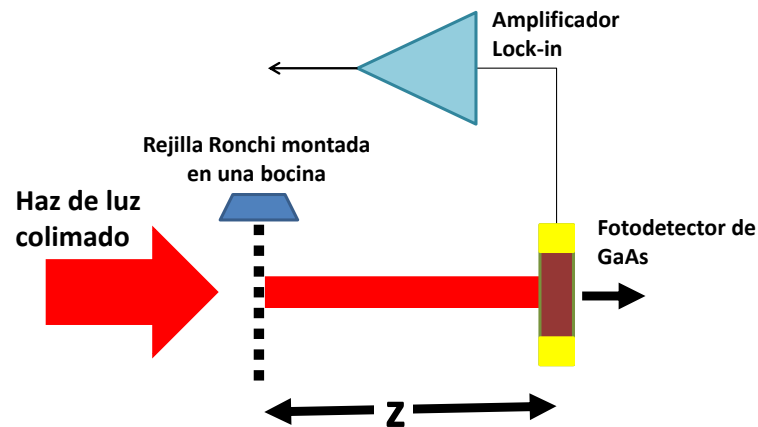 Amplificador
Lock-in
Rejilla Ronchi montada
en una bocina
Haz de luz
colimado
Fotodetector de
GaAs
Z